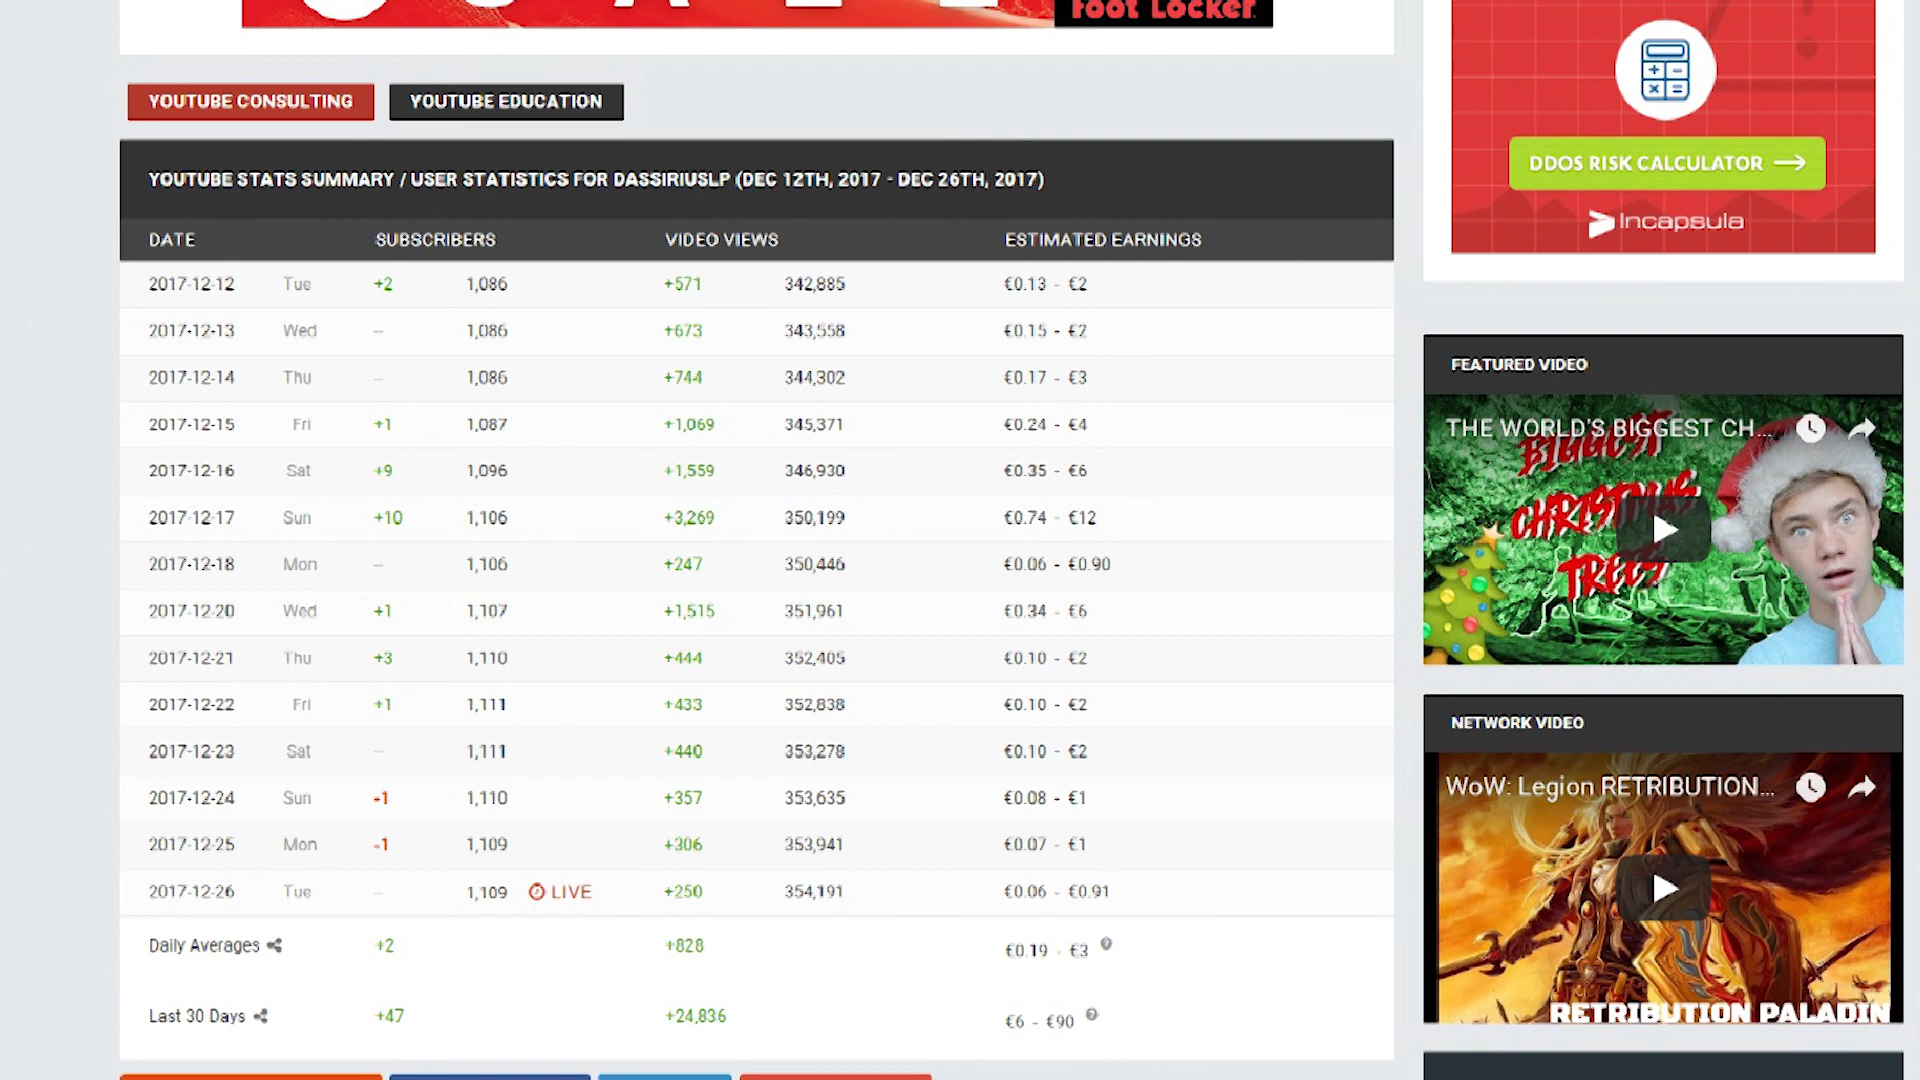 Foot Locker.
YOUTUBE CONSULTING
YOUTUBE EDUCATION
YOUTUBE STATS SUMMARY / USER STATISTICS FOR DASSIRIUSLP (DEC 12TH, 2017 - DEC 26TH, 2017)
DATE SUBSCRIBERS VIDEO VIEWS ESTIMATED EARNINGS
2017-12-12 Tue +2 1,086 +571 342,885 €0.13 - €2
2017-12-13 Wed -- 1,086 +673 343,558 €0.15 - €2
2017-12-14 Thu -- 1,086 +744 344,302 €0.17 - €3
2017-12-15 Fri +1 1,087 +1,069 345,371 €0.24 - €4
2017-12-16 Sat +9 1,096 +1,559 346,930 €0.35 - €6
2017-12-17 Sun +10 1,106 +3,269 350,199 €0.74 - €12
2017-12-18 Mon -- 1,106 +247 350,446 €0.06 - €0.90
2017-12-20 Wed +1 1,107 +1,515 351,961 €0.34 - €6
2017-12-21 Thu +3 1,110 +444 352,405 €0.10 - €2
2017-12-22 Fri +1 1,111 +433 352,838 €0.10 - €2
2017-12-23 Sat -- 1,111 +440 353,278 €0.10 - €2
2017-12-24 Sun -1 1,110 +357 353,635 €0.08 - €1
2017-12-25 Mon -1 1,109 +306 353,941 €0.07 - €1
2017-12-26 Tue -- 1,109 LIVE +250 354,191 €0.06 - €0.91
Daily Averages +2 +828 €0.19 - €3
Last 30 Days +47 +24,836 €6 - €90
DDOS RISK CALCULATOR
Incapsula
FEATURED VIDEO
THE WORLD'S BIGGEST CH...
BIGGEST
CHRISTMAS
TREES
NETWORK VIDEO
WoW: Legion RETRIBUTION...
RETRIBUTION PALADIN